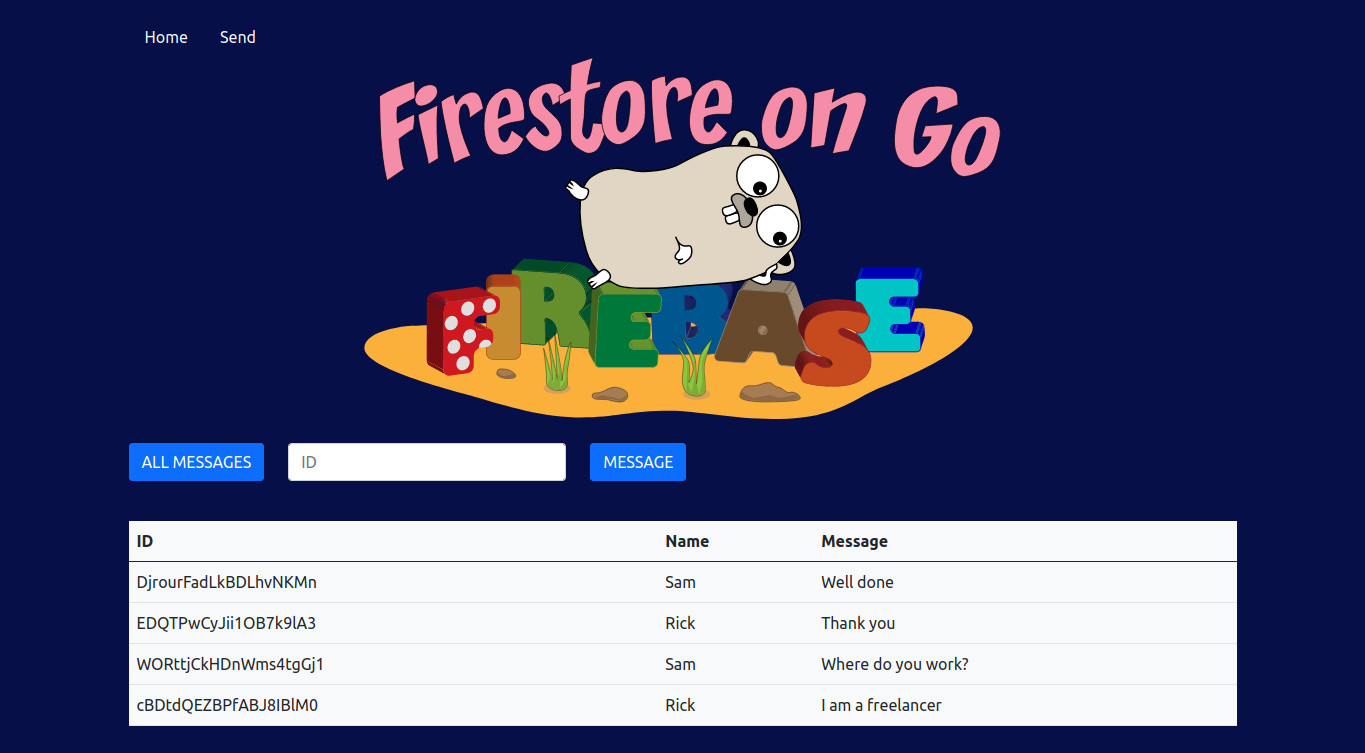 Home Send
Firestore on Go
FIREBASE
ALL MESSAGES ID MESSAGE
ID Name Message
DjrourFadLkBDLhvNKMn Sam Well done
EDQTPwCyJii1OB7k9lA3 Rick Thank you
WORttjCkHDnWms4tgGj1 Sam Where do you work?
cBDtdQEZBPfABJ8IBlM0 Rick I am a freelancer